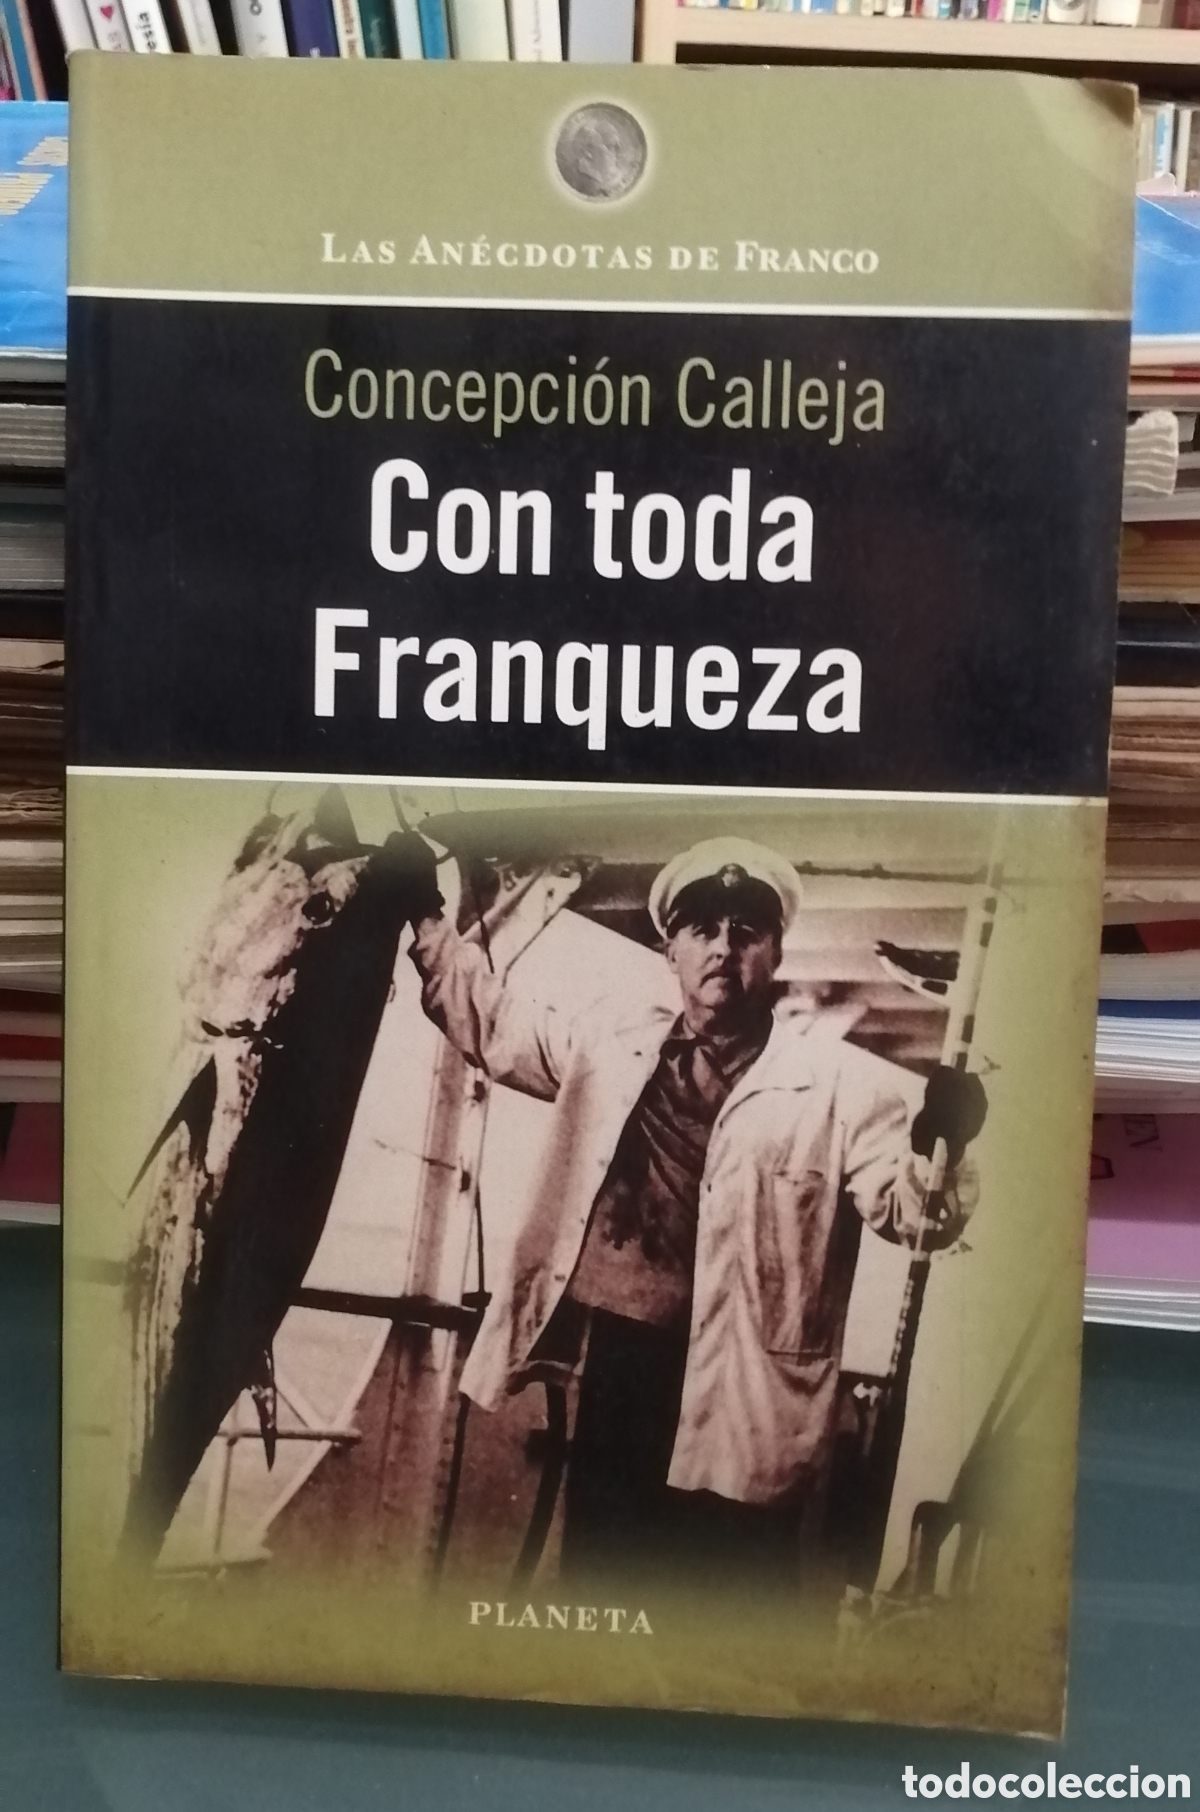 LAS ANÉCDOTAS DE FRANCO
Concepción Calleja
Con toda
Franqueza
PLANETA
todocoleccion